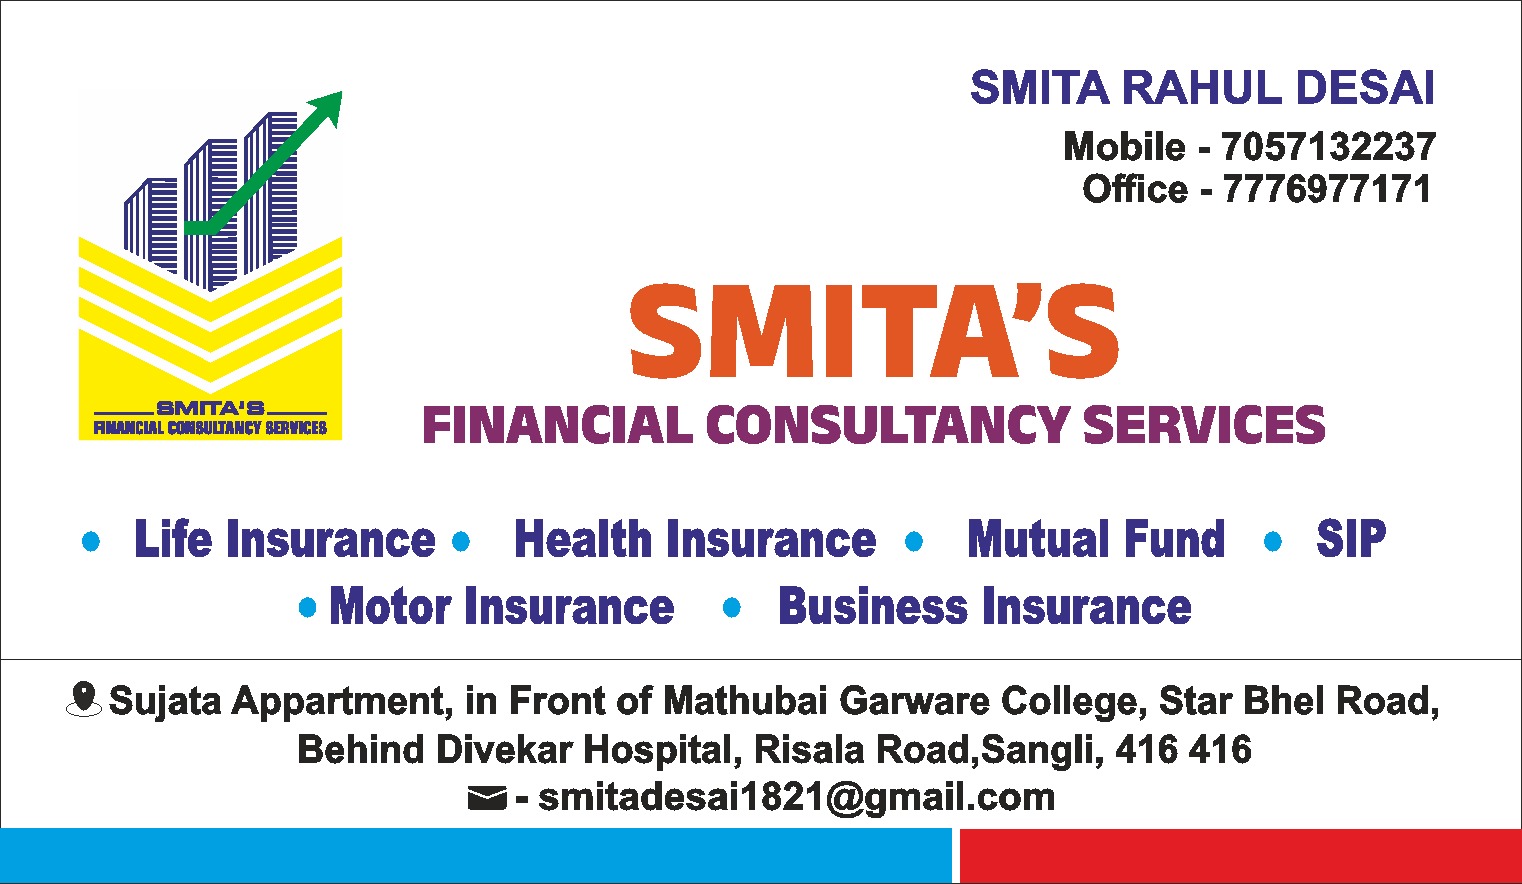 SMITA RAHUL DESAI
Mobile - 7057132237
Office - 7776977171
SMITA'S
FINANCIAL CONSULTANCY SERVICES
SMITA'S
FINANCIAL CONSULTANCY SERVICES
• Life Insurance • Health Insurance • Mutual Fund • SIP
• Motor Insurance • Business Insurance
Sujata Appartment, in Front of Mathubai Garware College, Star Bhel Road,
Behind Divekar Hospital, Risala Road,Sangli, 416 416
- smitadesai1821@gmail.com